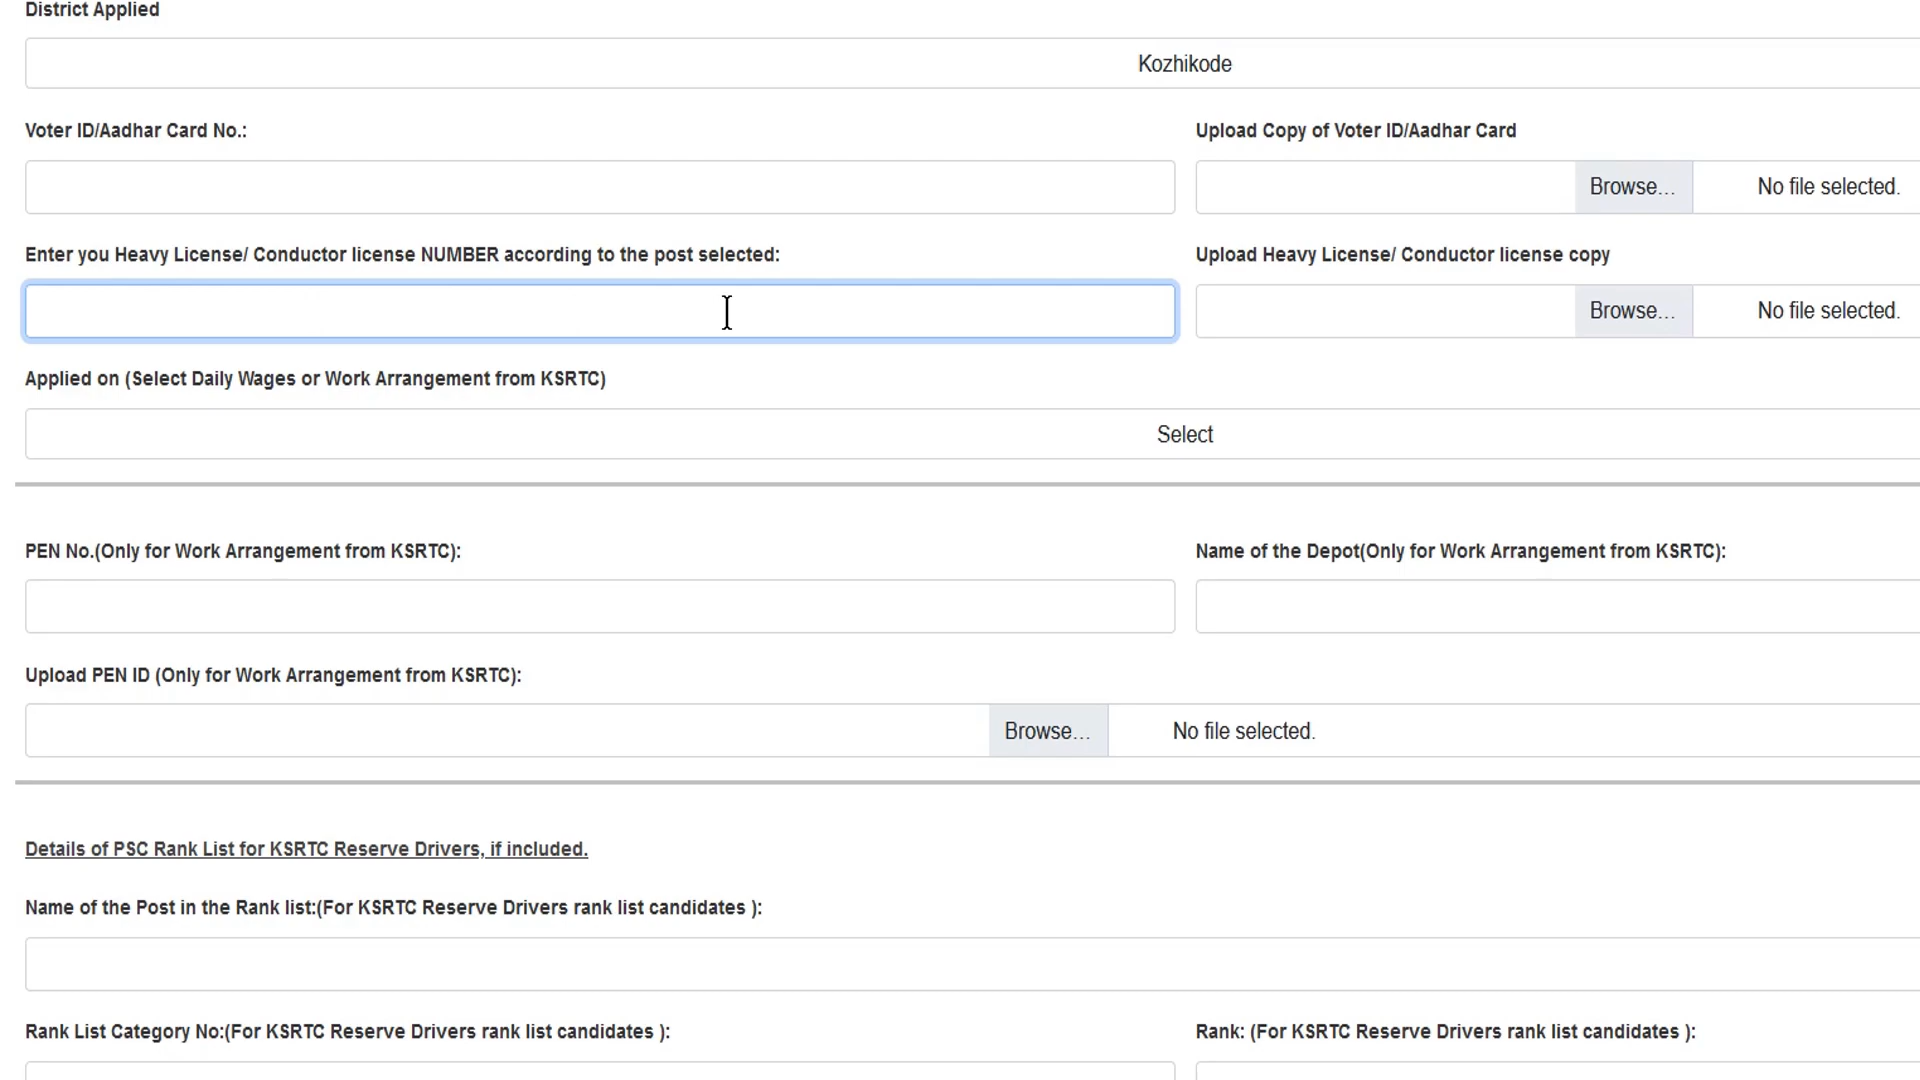 District Applied
Kozhikode
Voter ID/Aadhar Card No.:
Upload Copy of Voter ID/Aadhar Card
Browse...
No file selected.
Enter you Heavy License/ Conductor license NUMBER according to the post selected:
Upload Heavy License/ Conductor license copy
Browse...
No file selected.
Applied on (Select Daily Wages or Work Arrangement from KSRTC)
Select
PEN No.(Only for Work Arrangement from KSRTC):
Name of the Depot(Only for Work Arrangement from KSRTC):
Upload PEN ID (Only for Work Arrangement from KSRTC):
Browse...
No file selected.
Details of PSC Rank List for KSRTC Reserve Drivers, if included.
Name of the Post in the Rank list:(For KSRTC Reserve Drivers rank list candidates ):
Rank List Category No:(For KSRTC Reserve Drivers rank list candidates ):
Rank: (For KSRTC Reserve Drivers rank list candidates ):